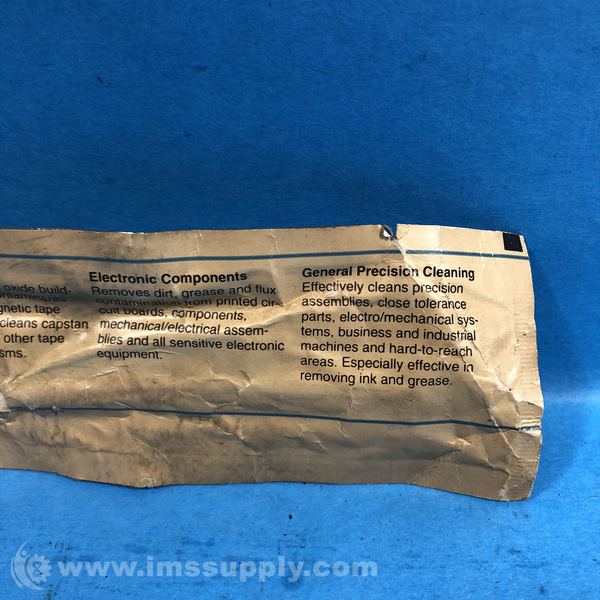 oxide build-
ntaminants
gnetic tape
cleans capstan
other tape
sms.
Electronic Components
Removes dirt, grease and flux
contamination from printed cir-
cuit boards, components,
mechanical/electrical assem-
blies and all sensitive electronic
equipment.
General Precision Cleaning
Effectively cleans precision
assemblies, close tolerance
parts, electro/mechanical sys-
tems, business and industrial
machines and hard-to-reach
areas. Especially effective in
removing ink and grease.
www.imssupply.com